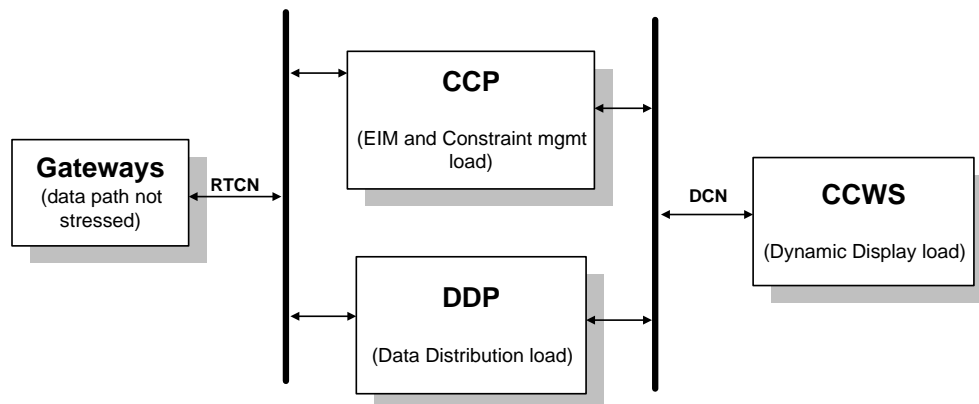 Gateways
(data path not
stressed)
RTCN
CCP
(EIM and Constraint mgmt
load)
DDP
(Data Distribution load)
DCN
CCWS
(Dynamic Display load)